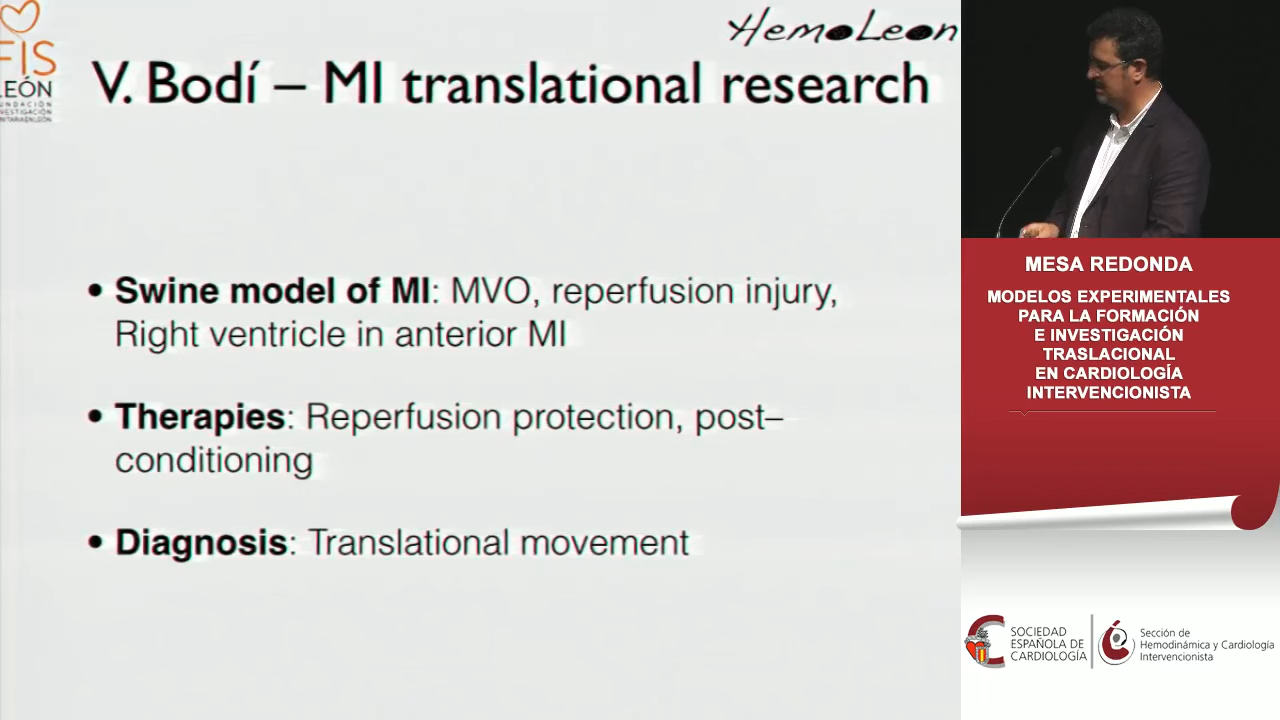 HemoLeon
FIS
LEÓN
V. Bodí – MI translational research
• Swine model of MI: MVO, reperfusion injury,
Right ventricle in anterior MI
• Therapies: Reperfusion protection, post–
conditioning
• Diagnosis: Translational movement
MESA REDONDA
MODELOS EXPERIMENTALES
PARA LA FORMACIÓN
E INVESTIGACIÓN
TRASLACIONAL
EN CARDIOLOGÍA
INTERVENCIONISTA
SOCIEDAD
ESPAÑOLA DE
CARDIOLOGÍA
Sección de
Hemodinámica y Cardiología
Intervencionista